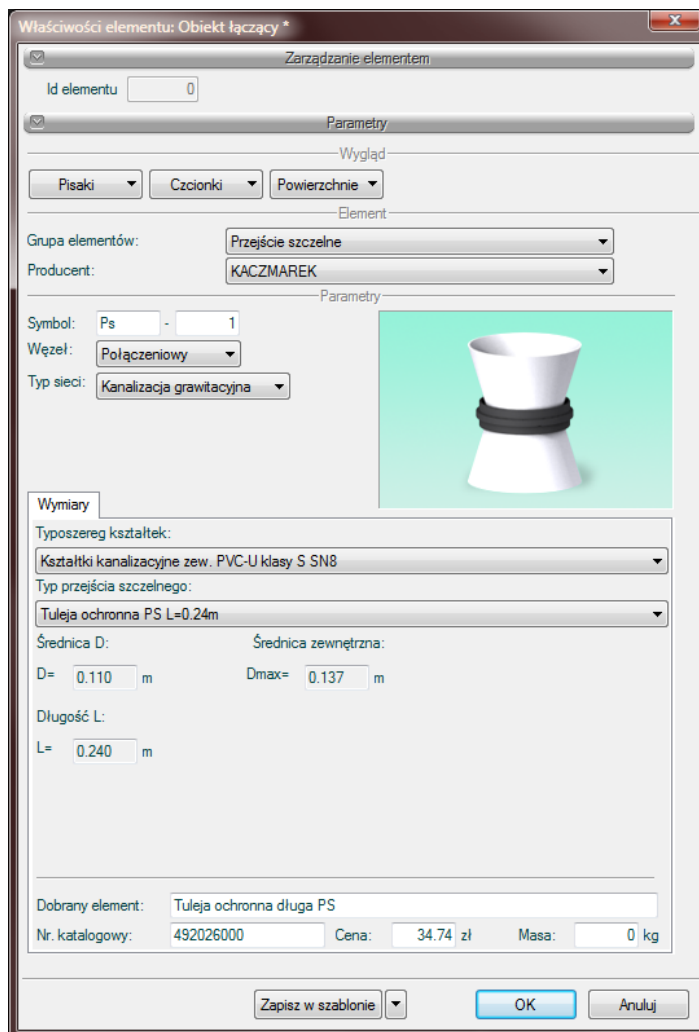 Właściwości elementu: Obiekt łączący *
Zarządzanie elementem
Id elementu 0
Parametry
Wygląd
Pisaki Czcionki Powierzchnie
Element
Grupa elementów: Przejście szczelne
Producent: KACZMAREK
Parametry
Symbol: Ps - 1
Węzeł: Połączeniowy
Typ sieci: Kanalizacja grawitacyjna
Wymiary
Typoszereg kształtek:
Kształtki kanalizacyjne zew. PVC-U klasy S SN8
Typ przejścia szczelnego:
Tuleja ochronna PS L=0.24m
Średnica D: Średnica zewnętrzna:
D= 0.110 m Dmax= 0.137 m
Długość L:
L= 0.240 m
Dobrany element: Tuleja ochronna długa PS
Nr. katalogowy: 492026000 Cena: 34.74 zł Masa: 0 kg
Zapisz w szablonie OK Anuluj